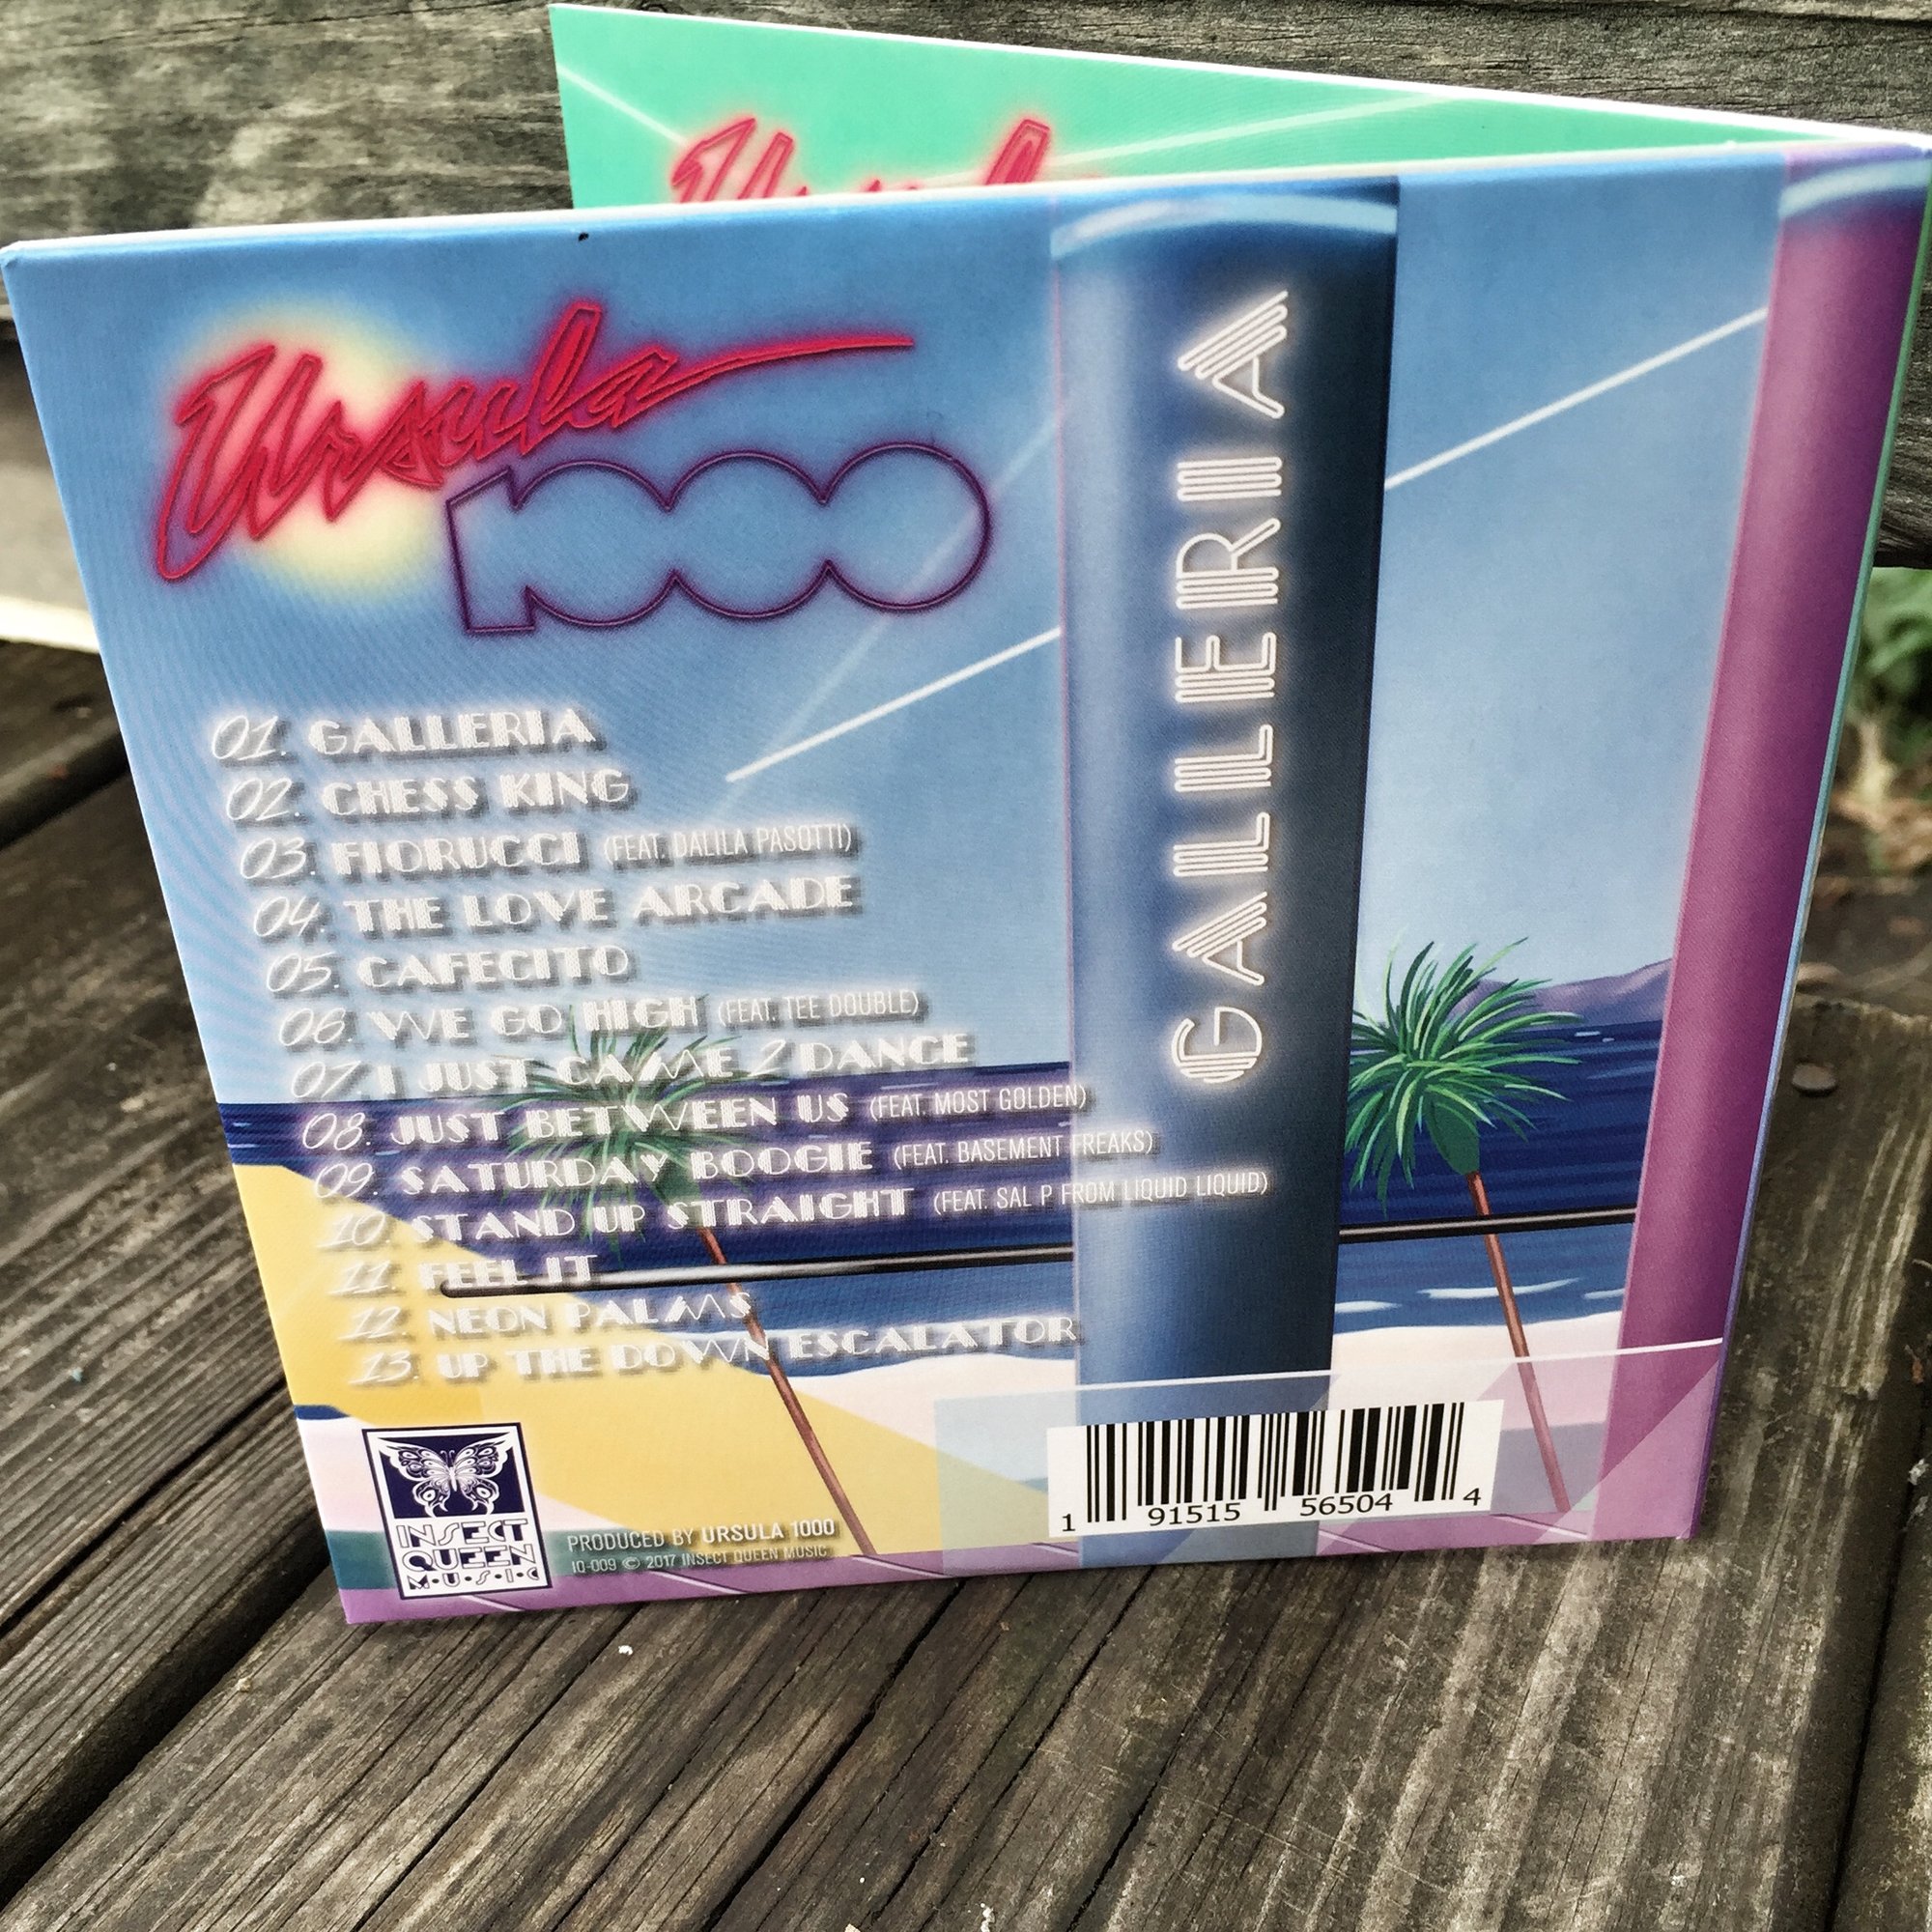 Ursula
Ursula
1000
GALLERIA
01. GALLERIA
02. CHESS KING
03. FIORUCCI (FEAT. DALILA PASOTTI)
04. THE LOVE ARCADE
05. CAFECITO
06. WE GO HIGH (FEAT. TEE DOUBLE)
07. I JUST CAME 2 DANCE
08. JUST BETWEEN US (FEAT. MOST GOLDEN)
09. SATURDAY BOOGIE (FEAT. BASEMENT FREAKS)
10. STAND UP STRAIGHT (FEAT. SAL P FROM LIQUID LIQUID)
11. FEEL IT
12. NEON PALMS
13. UP THE DOWN ESCALATOR
INSECT
QUEEN
M·U·S·I·C
PRODUCED BY URSULA 1000
IQ-009 © 2017 INSECT QUEEN MUSIC
1 91515 56504 4